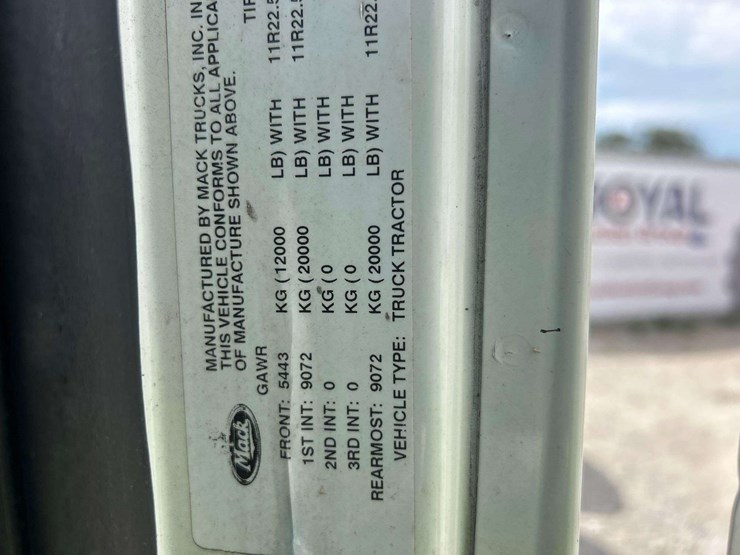 MANUFACTURED BY MACK TRUCKS, INC. IN
THIS VEHICLE CONFORMS TO ALL APPLICA
OF MANUFACTURE SHOWN ABOVE.
GAWR TIR
FRONT: 5443 KG (12000 LB) WITH 11R22.5
1ST INT: 9072 KG (20000 LB) WITH 11R22.5
2ND INT: 0 KG (0 LB) WITH
3RD INT: 0 KG (0 LB) WITH
REARMOST: 9072 KG (20000 LB) WITH 11R22.
VEHICLE TYPE: TRUCK TRACTOR
Mack
OYAL